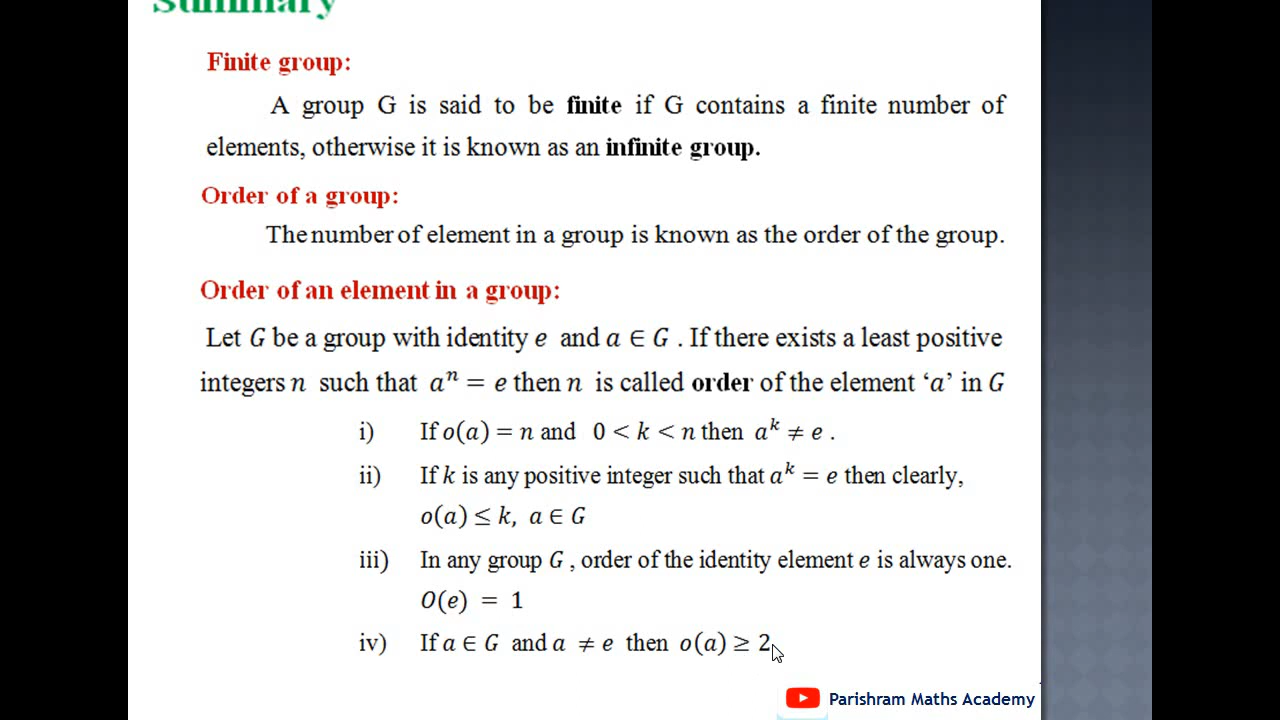 Summary
Finite group:
A group G is said to be finite if G contains a finite number of
elements, otherwise it is known as an infinite group.
Order of a group:
The number of element in a group is known as the order of the group.
Order of an element in a group:
Let G be a group with identity e and a ∈ G . If there exists a least positive
integers n such that aⁿ = e then n is called order of the element ‘a’ in G
i) If o(a) = n and 0 < k < n then aᵏ ≠ e .
ii) If k is any positive integer such that aᵏ = e then clearly,
o(a) ≤ k, a ∈ G
iii) In any group G , order of the identity element e is always one.
O(e) = 1
iv) If a ∈ G and a ≠ e then o(a) ≥ 2
Parishram Maths Academy